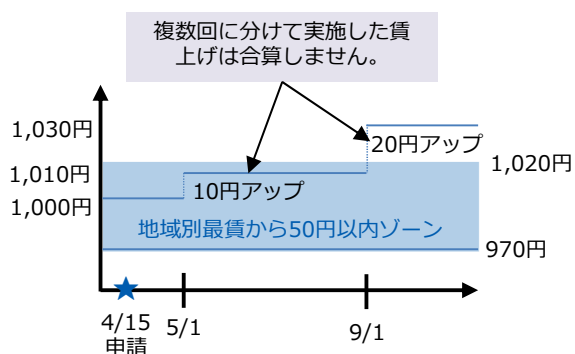 複数回に分けて実施した賃
上げは合算しません。
1,030円
20円アップ
1,020円
1,010円
10円アップ
1,000円
地域別最賃から50円以内ゾーン
970円
4/15
申請
5/1
9/1